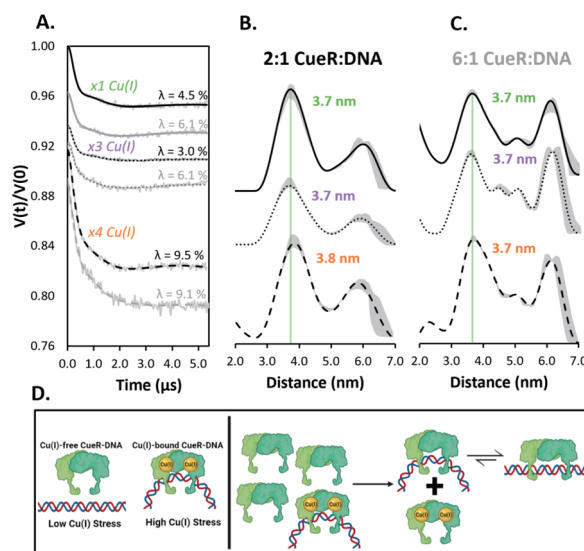 A.
V(t)/V(0)
1.00
0.96
0.92
0.88
0.84
0.80
0.76
x1 Cu(I)
λ = 4.5 %
λ = 6.1 %
x3 Cu(I)
λ = 3.0 %
λ = 6.1 %
x4 Cu(I)
λ = 9.5 %
λ = 9.1 %
0.0 1.0 2.0 3.0 4.0 5.0
Time (μs)
B.
2:1 CueR:DNA
3.7 nm
3.7 nm
3.8 nm
2.0 3.0 4.0 5.0 6.0 7.0
Distance (nm)
C.
6:1 CueR:DNA
3.7 nm
3.7 nm
3.7 nm
2.0 3.0 4.0 5.0 6.0 7.0
Distance (nm)
D.
Cu(I)-free CueR-DNA
Low Cu(I) Stress
Cu(I)-bound CueR-DNA
Cu(I) Cu(I)
High Cu(I) Stress
Cu(I) Cu(I)
+
Cu(I) Cu(I)